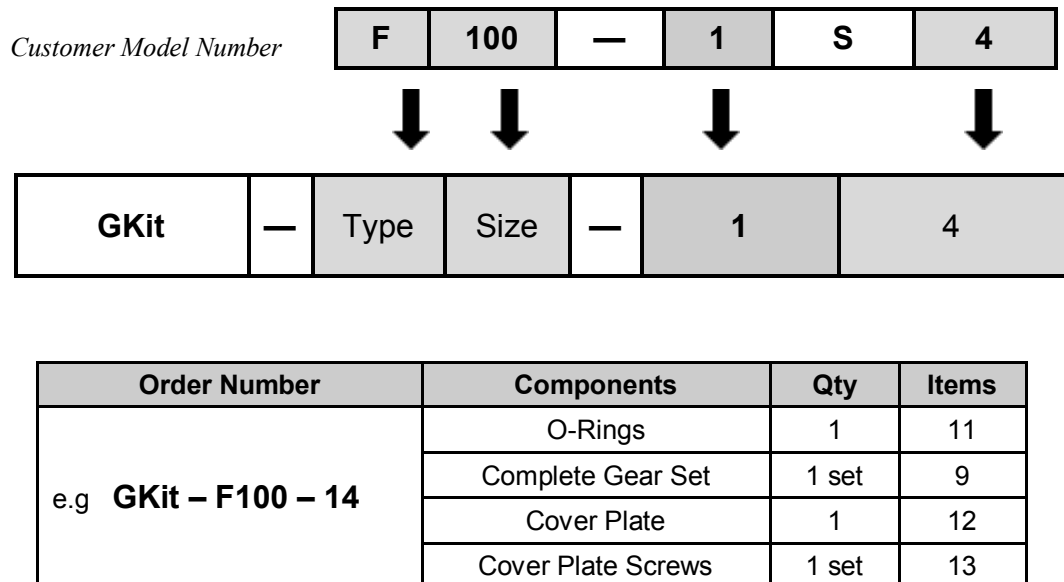 Customer Model Number F 100 — 1 S 4
GKit — Type Size — 1 4
Order Number Components Qty Items
O-Rings 1 11
Complete Gear Set 1 set 9
e.g GKit – F100 – 14
Cover Plate 1 12
Cover Plate Screws 1 set 13